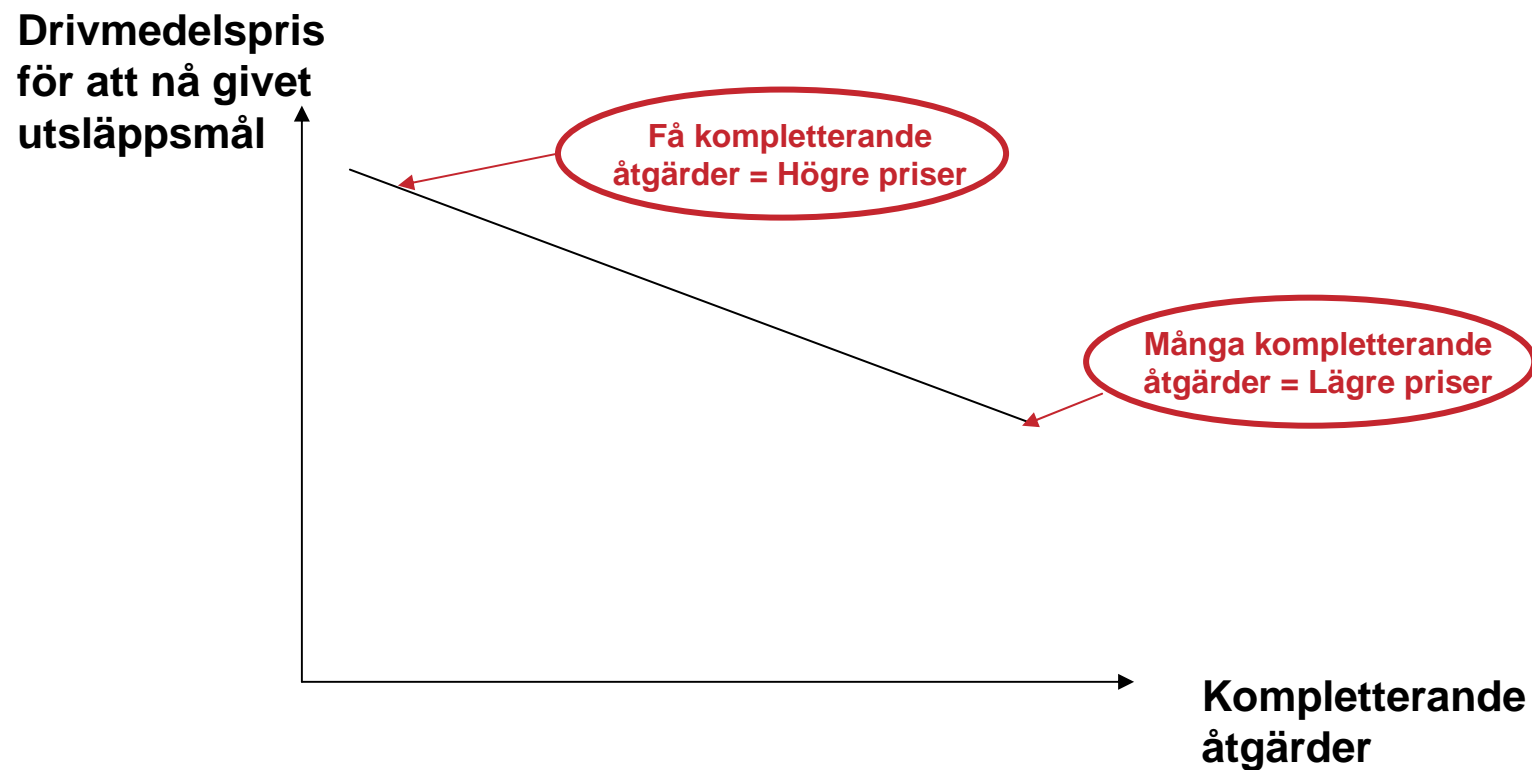 Drivmedelspris
för att nå givet
utsläppsmål
Få kompletterande
åtgärder = Högre priser
Många kompletterande
åtgärder = Lägre priser
Kompletterande
åtgärder